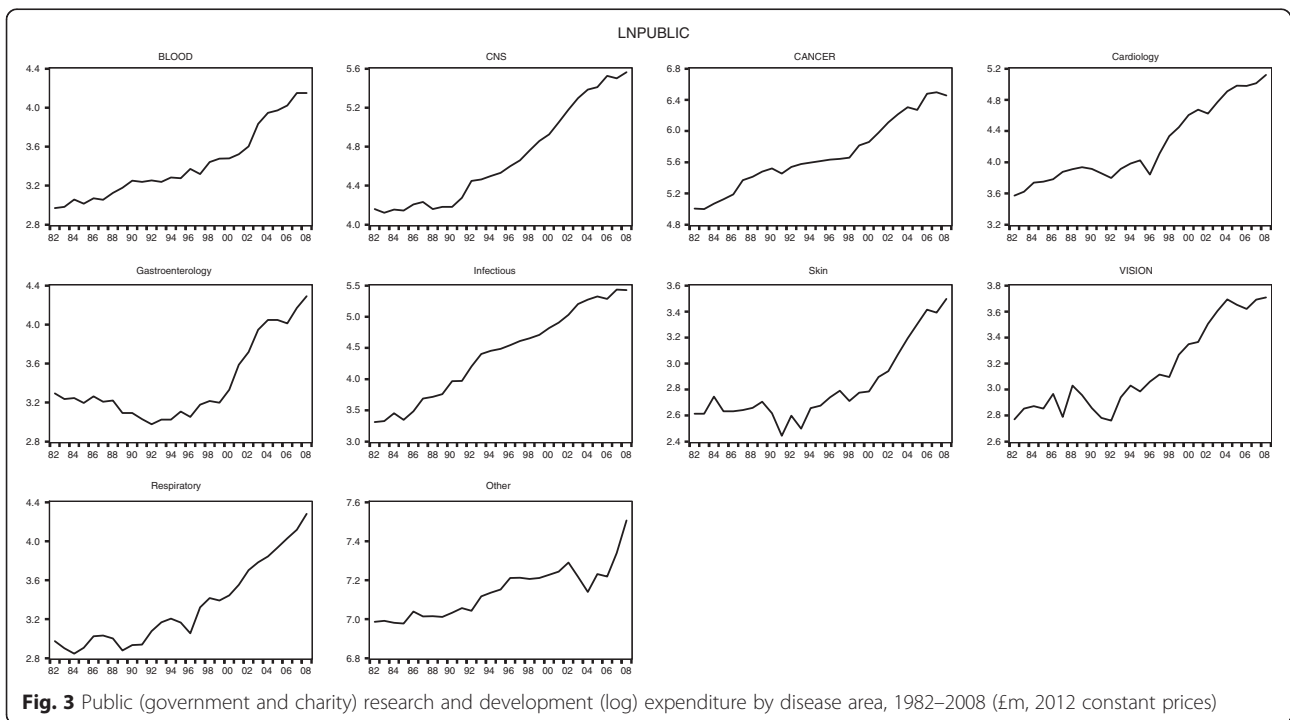 LNPUBLIC
BLOOD
4.4
4.0
3.6
3.2
2.8
82 84 86 88 90 92 94 96 98 00 02 04 06 08
CNS
5.6
5.2
4.8
4.4
4.0
82 84 86 88 90 92 94 96 98 00 02 04 06 08
CANCER
6.8
6.4
6.0
5.6
5.2
4.8
82 84 86 88 90 92 94 96 98 00 02 04 06 08
Cardiology
5.2
4.8
4.4
4.0
3.6
3.2
82 84 86 88 90 92 94 96 98 00 02 04 06 08
Gastroenterology
4.4
4.0
3.6
3.2
2.8
82 84 86 88 90 92 94 96 98 00 02 04 06 08
Infectious
5.5
5.0
4.5
4.0
3.5
3.0
82 84 86 88 90 92 94 96 98 00 02 04 06 08
Skin
3.6
3.4
3.2
3.0
2.8
2.6
2.4
82 84 86 88 90 92 94 96 98 00 02 04 06 08
VISION
3.8
3.6
3.4
3.2
3.0
2.8
2.6
82 84 86 88 90 92 94 96 98 00 02 04 06 08
Respiratory
4.4
4.0
3.6
3.2
2.8
82 84 86 88 90 92 94 96 98 00 02 04 06 08
Other
7.6
7.4
7.2
7.0
6.8
82 84 86 88 90 92 94 96 98 00 02 04 06 08
Fig. 3 Public (government and charity) research and development (log) expenditure by disease area, 1982–2008 (£m, 2012 constant prices)